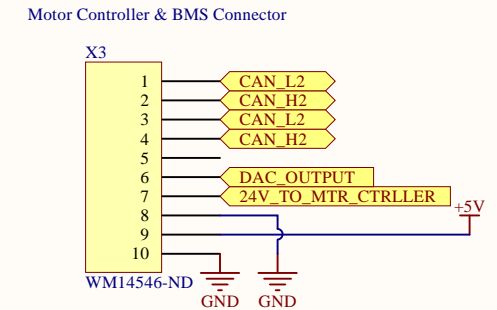 Motor Controller & BMS Connector
X3
1 CAN_L2
2 CAN_H2
3 CAN_L2
4 CAN_H2
5
6 DAC_OUTPUT
7 24V_TO_MTR_CTRLLER
+5V
8
9
10
WM14546-ND
GND GND